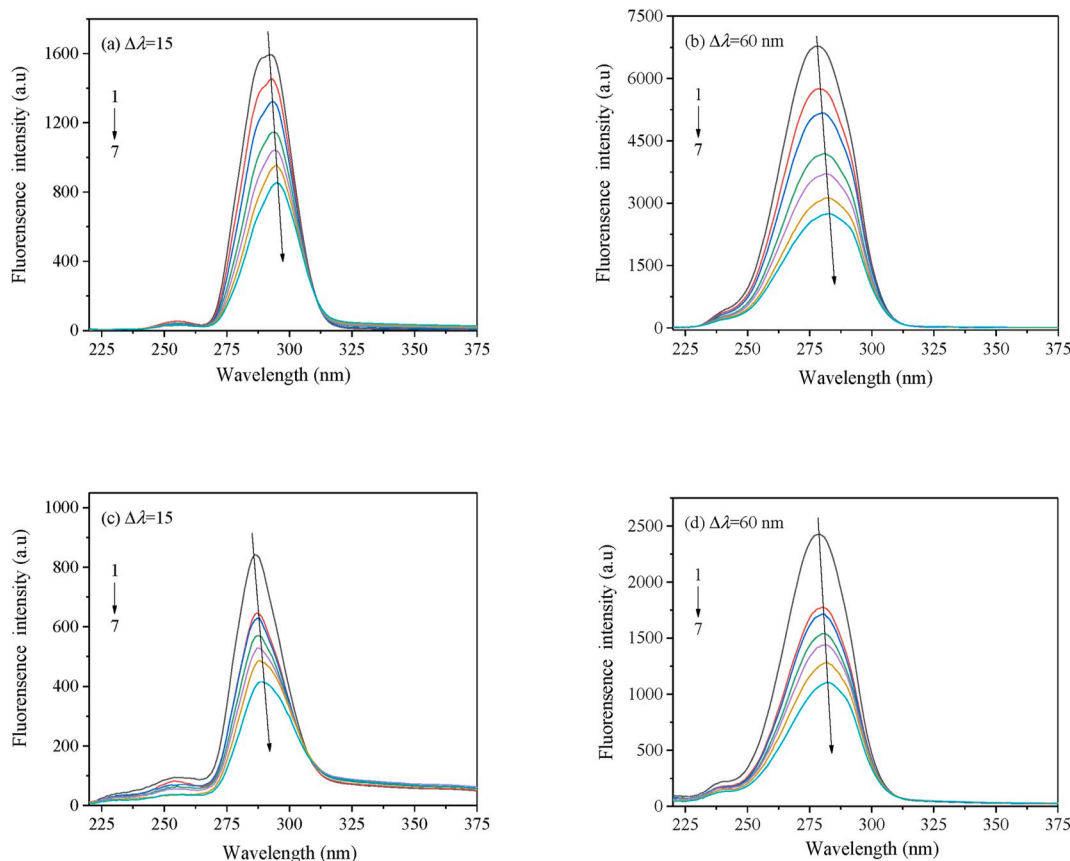 (a) Δλ=15
1
7
Fluorensence intensity (a.u)
1600
1400
1200
800
400
0
225 250 275 300 325 350 375
Wavelength (nm)
(b) Δλ=60 nm
1
7
Fluorensence intensity (a.u)
7500
6000
4500
3000
1500
0
225 250 275 300 325 350 375
Wavelength (nm)
(c) Δλ=15
1
7
Fluorensence intensity (a.u)
1000
800
600
400
200
0
225 250 275 300 325 350 375
Wavelength (nm)
(d) Δλ=60 nm
1
7
Fluorensence intensity (a.u)
2500
2000
1500
1000
500
0
225 250 275 300 325 350 375
Wavelength (nm)